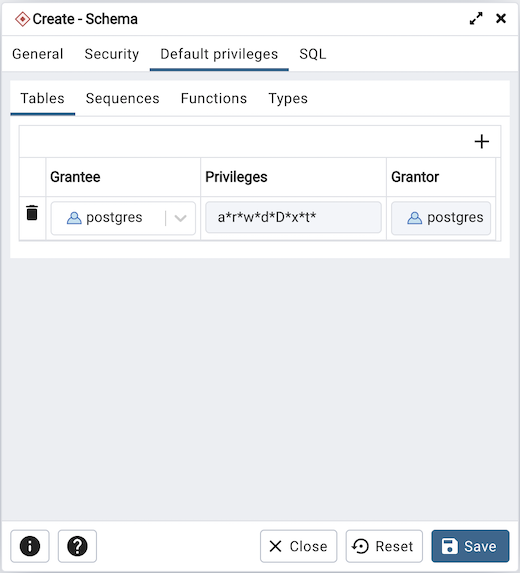 Create - Schema
General Security Default privileges SQL
Tables Sequences Functions Types
Grantee Privileges Grantor
postgres a*r*w*d*D*x*t* postgres
Close Reset Save